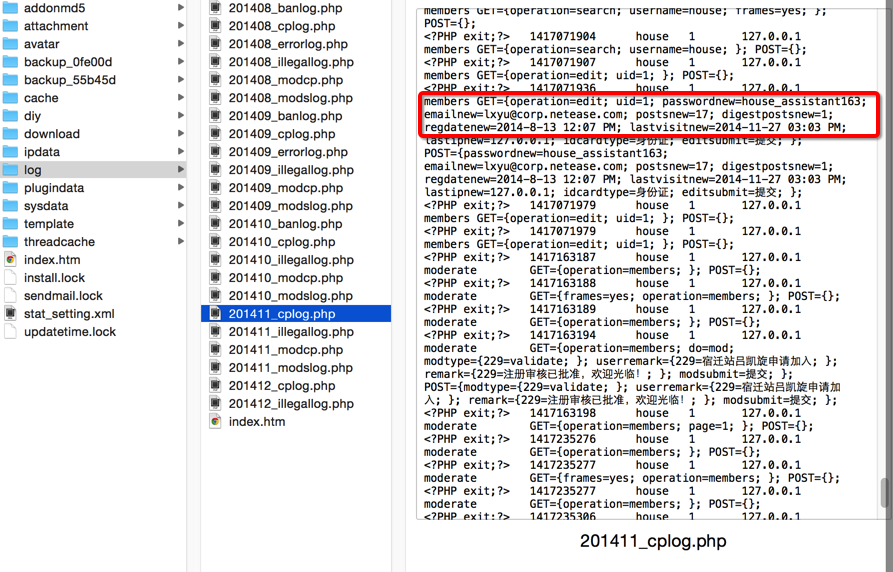 addonmd5
attachment
avatar
backup_0fe00d
backup_55b45d
cache
diy
download
ipdata
log
plugindata
sysdata
template
threadcache
index.htm
install.lock
sendmail.lock
stat_setting.xml
updatetime.lock
201408_banlog.php
201408_cplog.php
201408_errorlog.php
201408_illegallog.php
201408_modcp.php
201408_modslog.php
201409_banlog.php
201409_cplog.php
201409_errorlog.php
201409_illegallog.php
201409_modcp.php
201409_modslog.php
201410_banlog.php
201410_cplog.php
201410_illegallog.php
201410_modcp.php
201410_modslog.php
201411_cplog.php
201411_illegallog.php
201411_modcp.php
201411_modslog.php
201412_cplog.php
201412_illegallog.php
index.htm
members GET={operation=search; username=house; frames=yes; };
POST={};
<?PHP exit;?> 1417071904 house 1 127.0.0.1
members GET={operation=search; username=house; }; POST={};
<?PHP exit;?> 1417071907 house 1 127.0.0.1
members GET={operation=edit; uid=1; }; POST={};
<?PHP exit;?> 1417071936 house 1 127.0.0.1
members GET={operation=edit; uid=1; passwordnew=house_assistant163;
emailnew=lxyu@corp.netease.com; postsnew=17; digestpostsnew=1;
regdatenew=2014-8-13 12:07 PM; lastvisitnew=2014-11-27 03:03 PM;
lastipnew=127.0.0.1; idcardtype=身份证; editsubmit=提交; };
POST={passwordnew=house_assistant163;
emailnew=lxyu@corp.netease.com; postsnew=17; digestpostsnew=1;
regdatenew=2014-8-13 12:07 PM; lastvisitnew=2014-11-27 03:03 PM;
lastipnew=127.0.0.1; idcardtype=身份证; editsubmit=提交; };
<?PHP exit;?> 1417071979 house 1 127.0.0.1
members GET={operation=edit; uid=1; }; POST={};
<?PHP exit;?> 1417071979 house 1 127.0.0.1
members GET={operation=edit; uid=1; }; POST={};
<?PHP exit;?> 1417163187 house 1 127.0.0.1
moderate GET={operation=members; }; POST={};
<?PHP exit;?> 1417163188 house 1 127.0.0.1
moderate GET={frames=yes; operation=members; }; POST={};
<?PHP exit;?> 1417163189 house 1 127.0.0.1
moderate GET={operation=members; }; POST={};
<?PHP exit;?> 1417163194 house 1 127.0.0.1
moderate GET={operation=members; do=mod;
modtype={229=validate; }; userremark={229=宿迁站吕凯旋申请加入; };
remark={229=注册审核已批准，欢迎光临！; }; modsubmit=提交; };
POST={modtype={229=validate; }; userremark={229=宿迁站吕凯旋申请加
入; }; remark={229=注册审核已批准，欢迎光临！; }; modsubmit=提交; };
<?PHP exit;?> 1417163198 house 1 127.0.0.1
moderate GET={operation=members; page=1; }; POST={};
<?PHP exit;?> 1417235276 house 1 127.0.0.1
moderate GET={operation=members; }; POST={};
<?PHP exit;?> 1417235277 house 1 127.0.0.1
moderate GET={frames=yes; operation=members; }; POST={};
<?PHP exit;?> 1417235277 house 1 127.0.0.1
moderate GET={operation=members; }; POST={};
<?PHP exit;?> 1417235306 house 1 127.0.0.1
201411_cplog.php